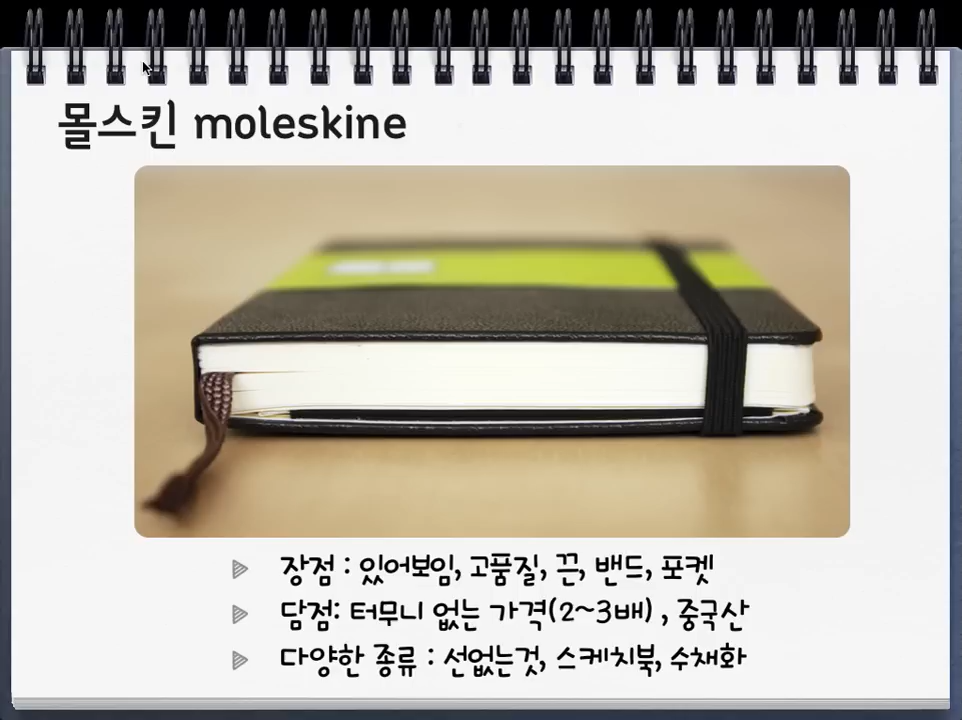 몰스킨 moleskine
장점 : 있어보임, 고품질, 끈, 밴드, 포켓
담점: 터무니 없는 가격(2~3배) , 중국산
다양한 종류 : 선없는것, 스케치북, 수채화